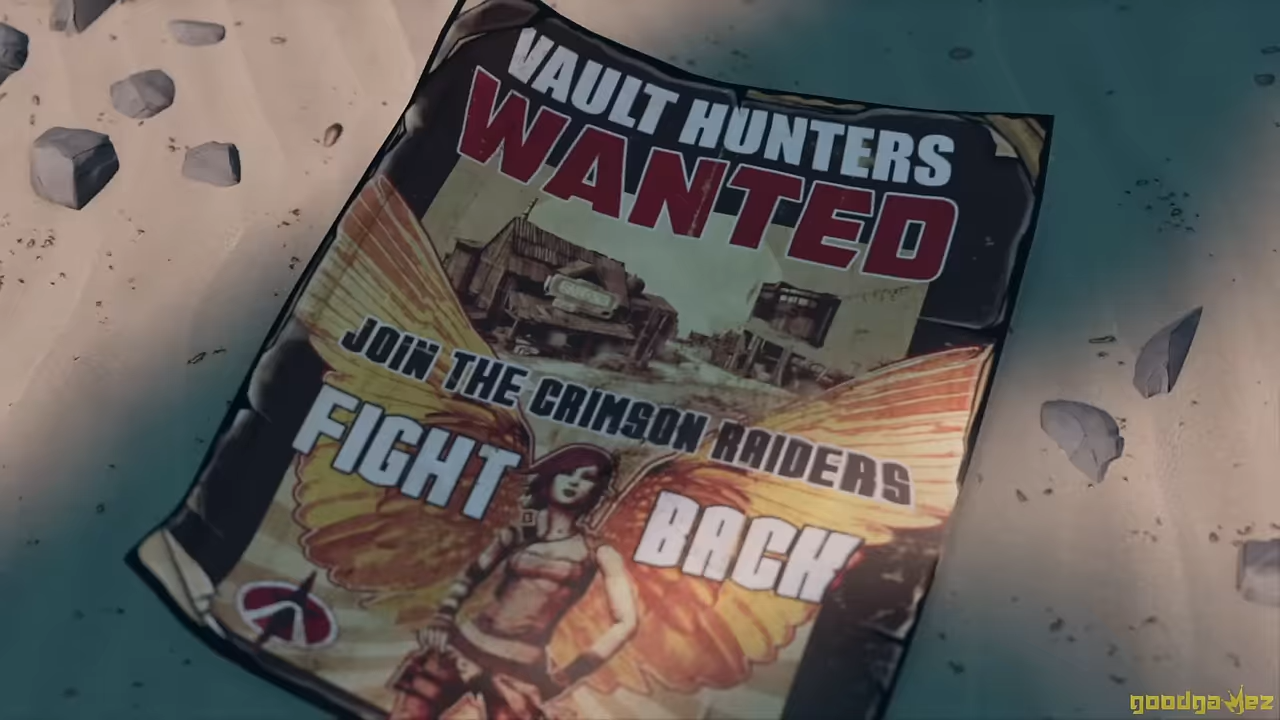 VAULT HUNTERS
WANTED
JOIN THE CRIMSON RAIDERS
FIGHT BACK
goodgamez